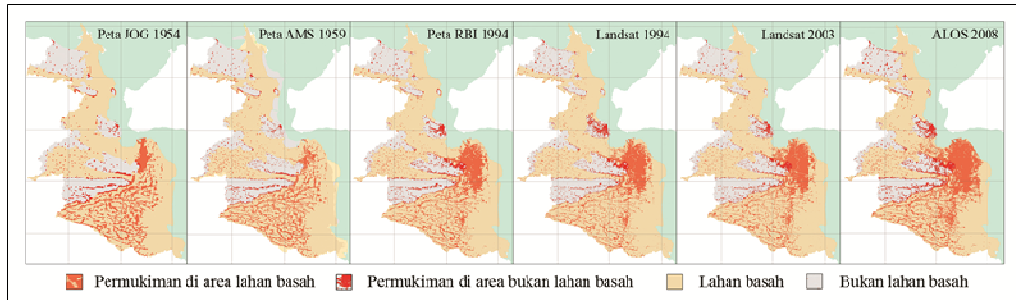 Peta JOG 1954 Peta AMS 1959 Peta RBI 1994 Landsat 1994 Landsat 2003 ALOS 2008
Permukiman di area lahan basah Permukiman di area bukan lahan basah Lahan basah Bukan lahan basah